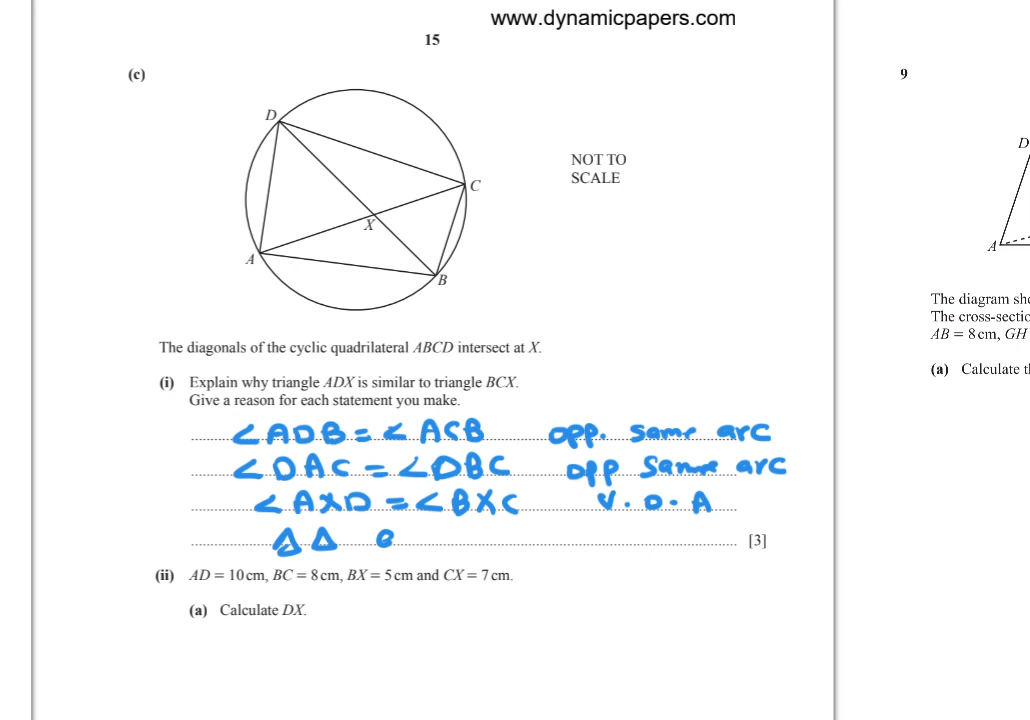 www.dynamicpapers.com
15
(c)
D
C
X
A
B
NOT TO
SCALE
The diagonals of the cyclic quadrilateral ABCD intersect at X.
(i) Explain why triangle ADX is similar to triangle BCX.
Give a reason for each statement you make.
∠ADB = ∠ACB opp. same arc
∠DAC = ∠DBC opp same arc
∠AXD = ∠BXC V.O.A
ΔΔ
[3]
(ii) AD = 10 cm, BC = 8 cm, BX = 5 cm and CX = 7 cm.
(a) Calculate DX.
9
D
A
The diagram
The
AB = 8 cm, GH
(a) Calculate